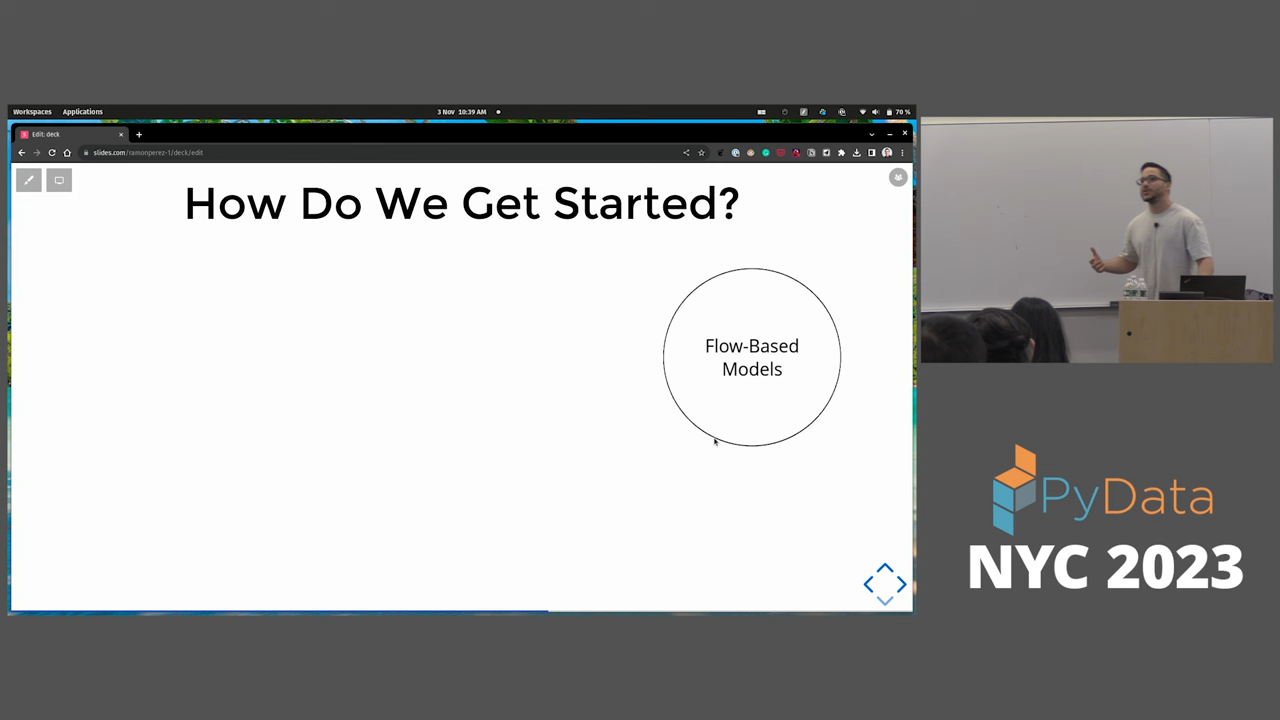 Workspaces Applications 3 Nov 10:39 AM 70 %
Edit: deck
slides.com/ramonperez-1/deck/edit
How Do We Get Started?
Flow-Based
Models
PyData
NYC 2023